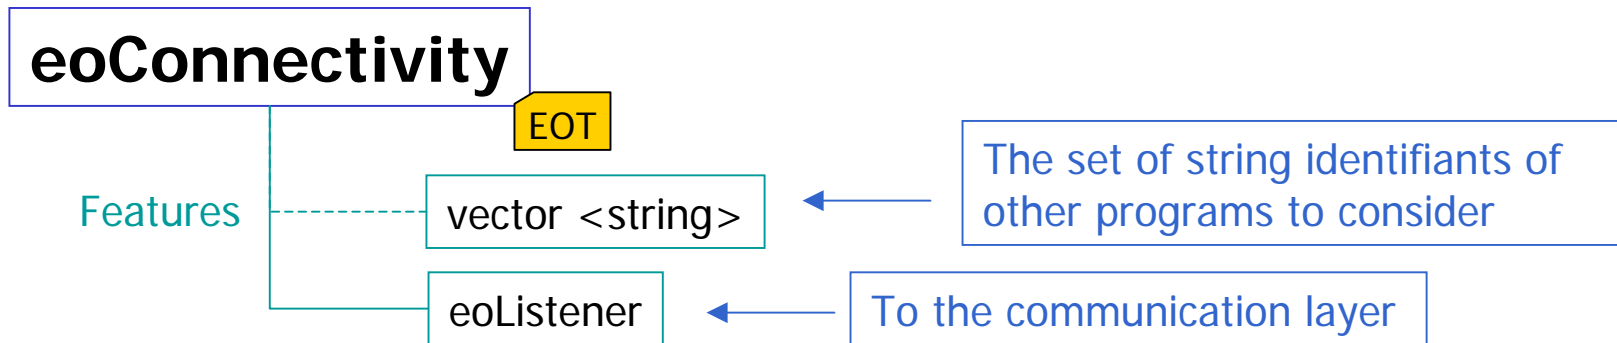 eoConnectivity
EOT
Features
vector <string>
The set of string identifiants of
other programs to consider
eoListener
To the communication layer